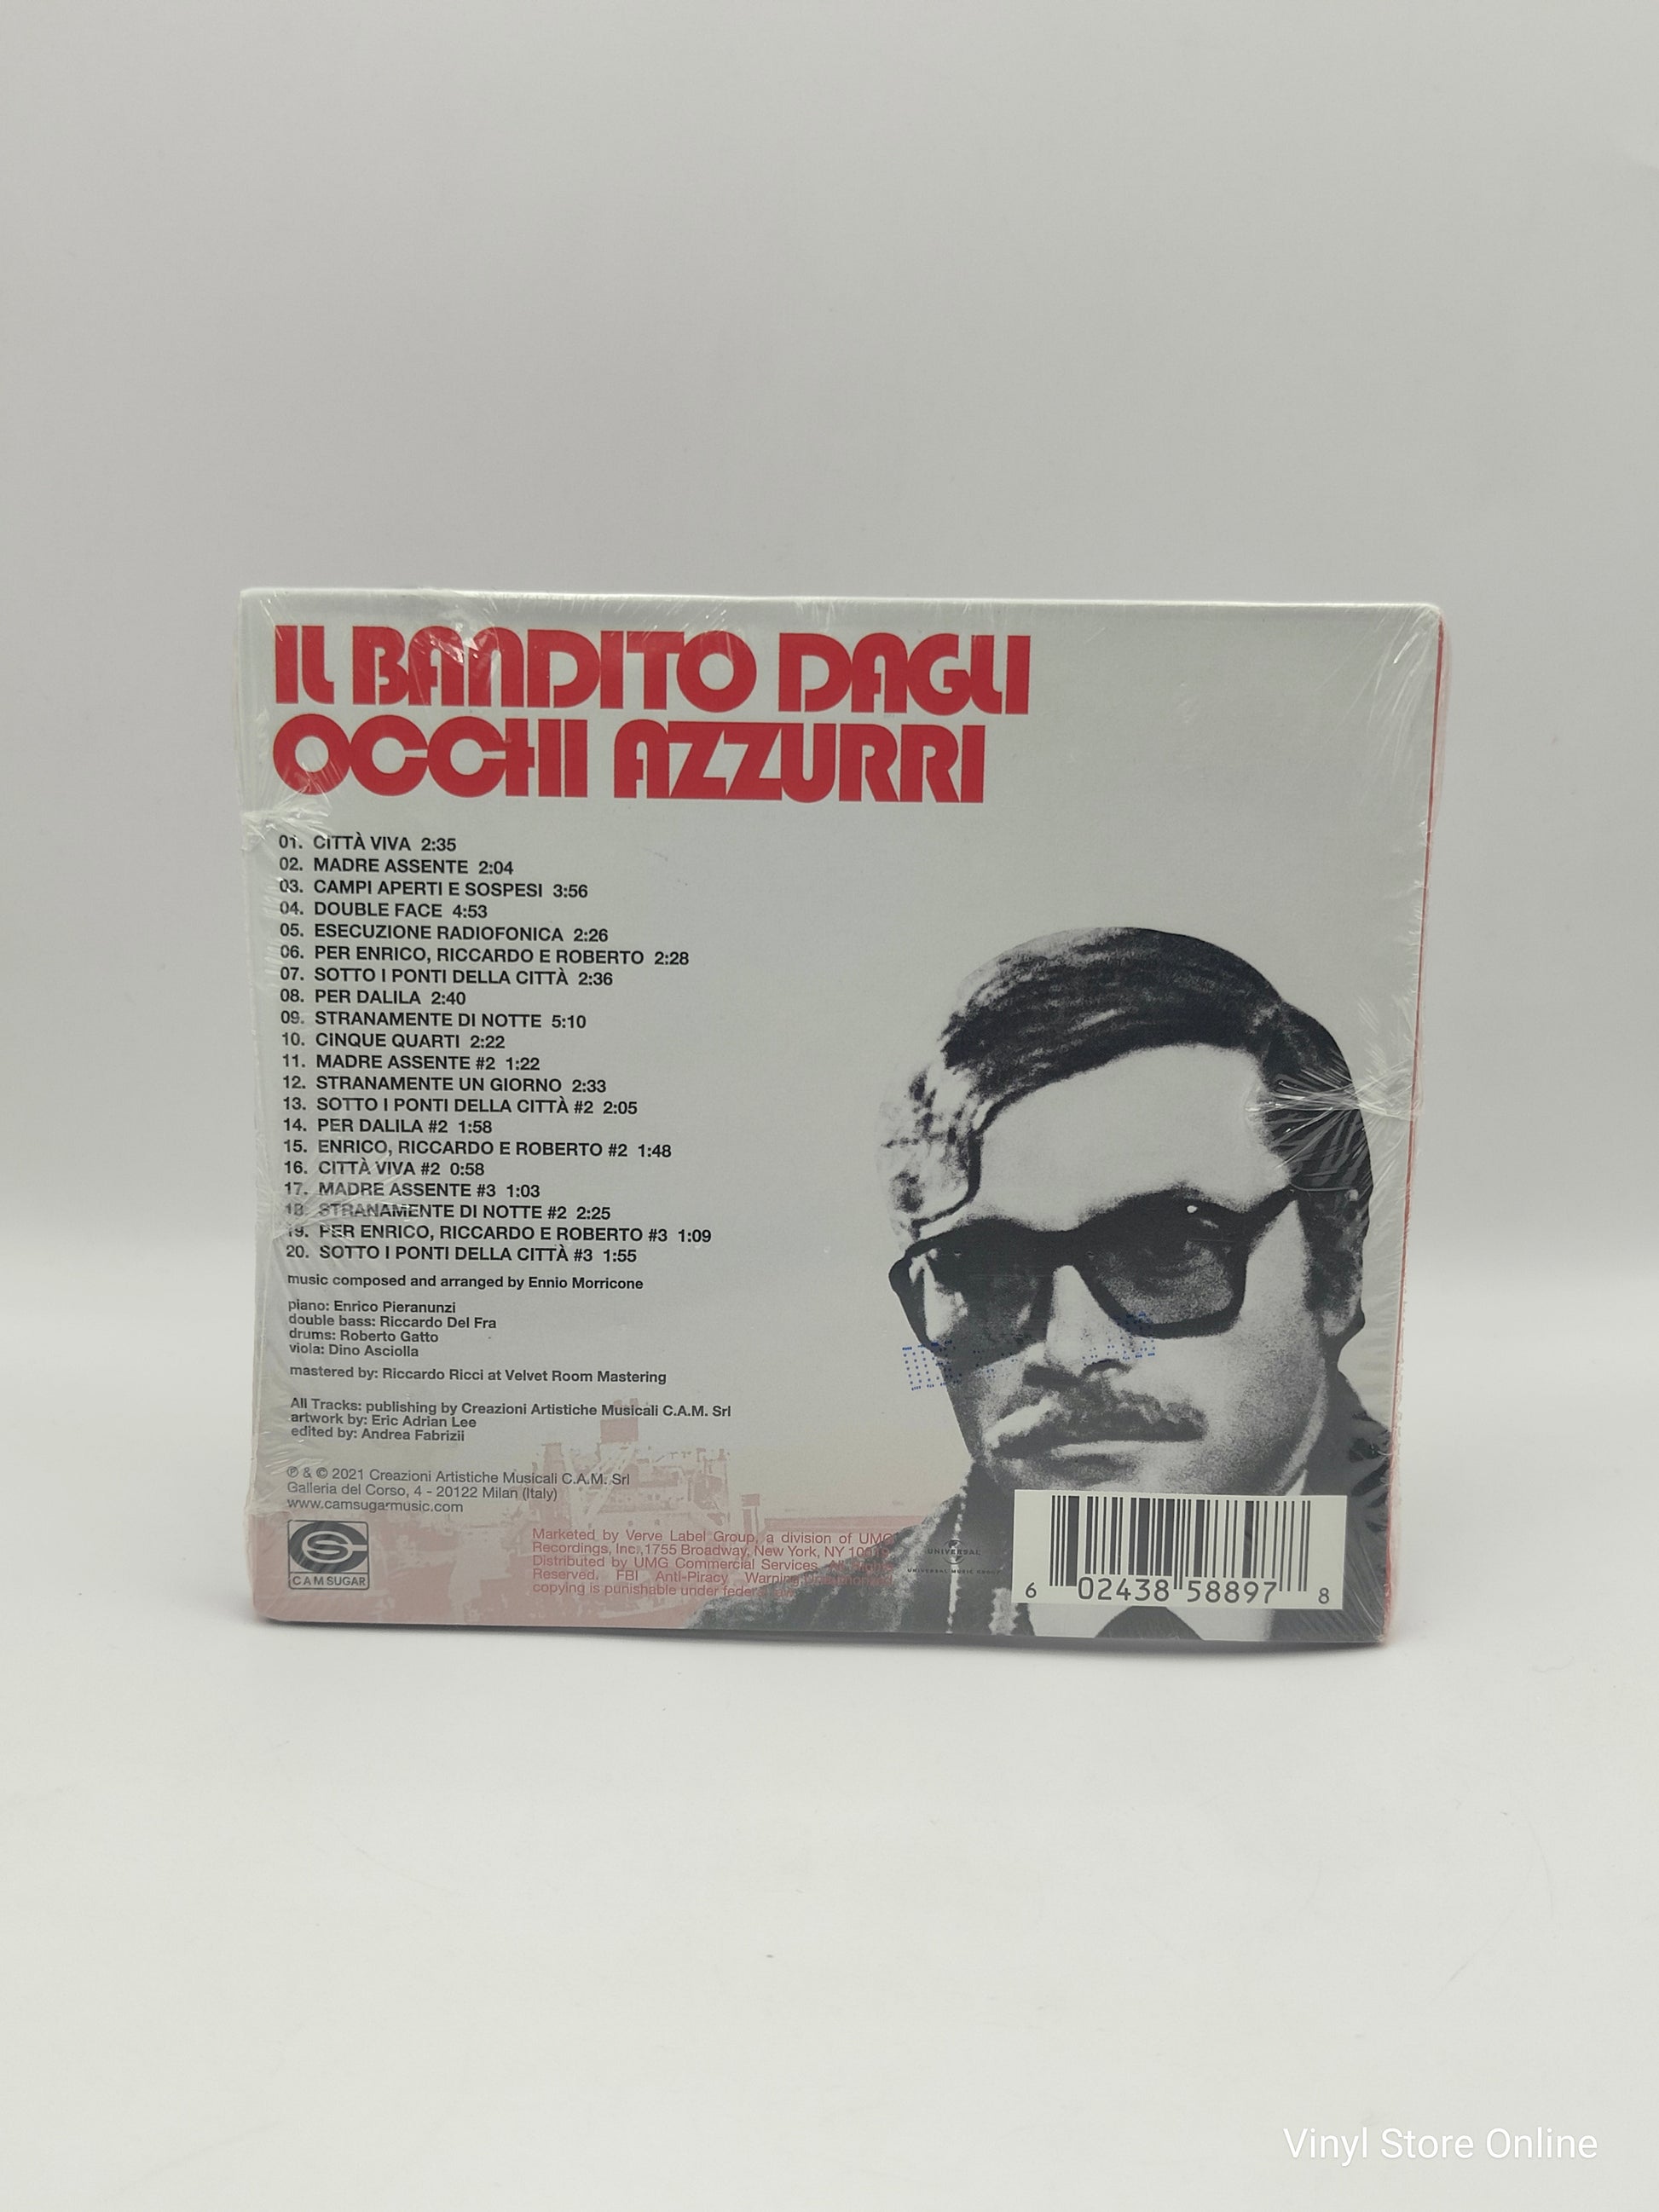 IL BANDITO DAGLI
OCCHI AZZURRI
01. CITTÀ VIVA 2:35
02. MADRE ASSENTE 2:04
03. CAMPI APERTI E SOSPESI 3:56
04. DOUBLE FACE 4:53
05. ESECUZIONE RADIOFONICA 2:26
06. PER ENRICO, RICCARDO E ROBERTO 2:28
07. SOTTO I PONTI DELLA CITTÀ 2:36
08. PER DALILA 2:40
09. STRANAMENTE DI NOTTE 5:10
10. CINQUE QUARTI 2:22
11. MADRE ASSENTE #2 1:22
12. STRANAMENTE UN GIORNO 2:33
13. SOTTO I PONTI DELLA CITTÀ #2 2:05
14. PER DALILA #2 1:58
15. ENRICO, RICCARDO E ROBERTO #2 1:48
16. CITTÀ VIVA #2 0:58
17. MADRE ASSENTE #3 1:03
18. STRANAMENTE DI NOTTE #2 2:25
19. PER ENRICO, RICCARDO E ROBERTO #3 1:09
20. SOTTO I PONTI DELLA CITTÀ #3 1:55
music composed and arranged by Ennio Morricone
piano: Enrico Pieranunzi
double bass: Riccardo Del Fra
drums: Roberto Gatto
viola: Dino Asciolla
mastered by: Riccardo Ricci at Velvet Room Mastering
All Tracks: publishing by Creazioni Artistiche Musicali C.A.M. Srl
artwork by: Eric Adrian Lee
edited by: Andrea Fabrizii
℗ & © 2021 Creazioni Artistiche Musicali C.A.M. Srl
Galleria del Corso, 4 - 20122 Milan (Italy)
www.camsugarmusic.com
CAM SUGAR
Marketed by Verve Label Group, a division of UMG
Recordings, Inc., 1755 Broadway, New York, NY
Distributed by UMG Commercial Services.
Reserved. FBI Anti-Piracy Warning:
copying is punishable under federal
UNIVERSAL
UNIVERSAL MUSIC GROUP
6 02438 58897 8
Vinyl Store Online